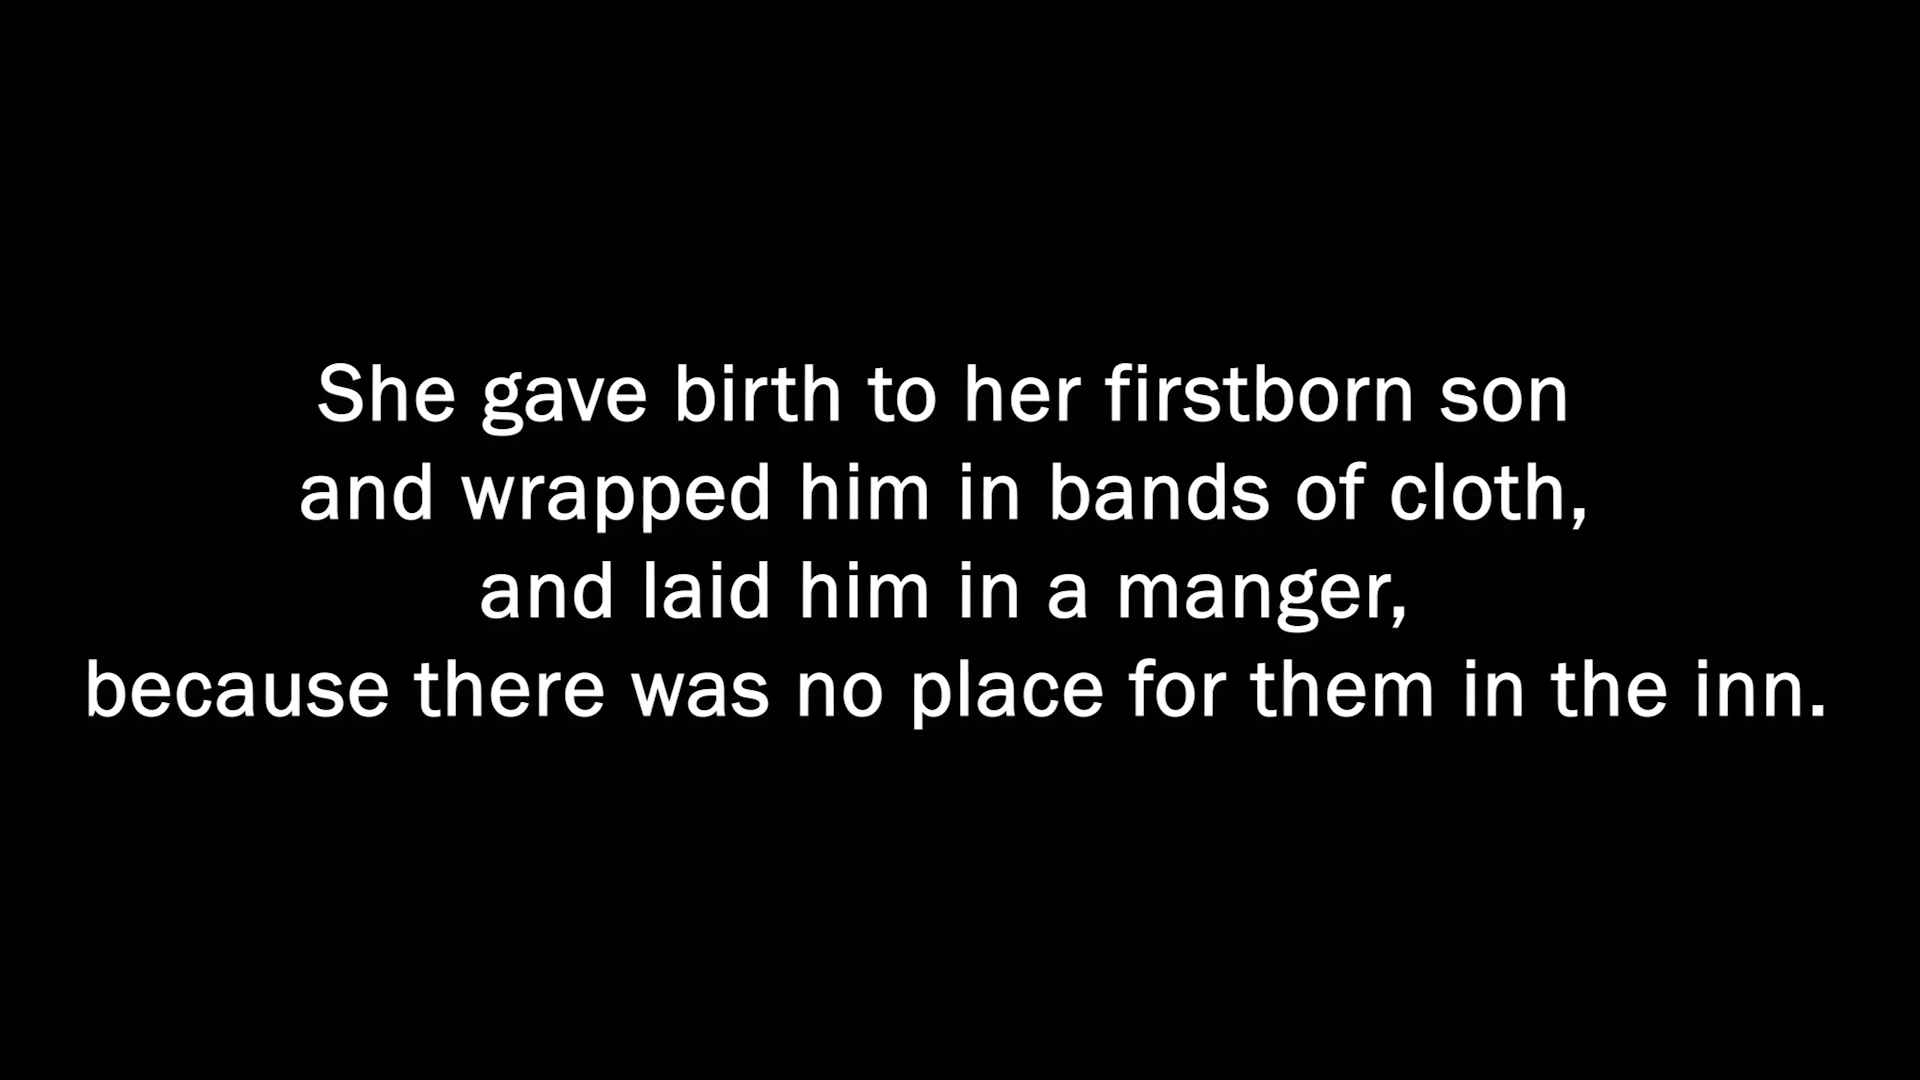 She gave birth to her firstborn son
and wrapped him in bands of cloth,
and laid him in a manger,
because there was no place for them in the inn.